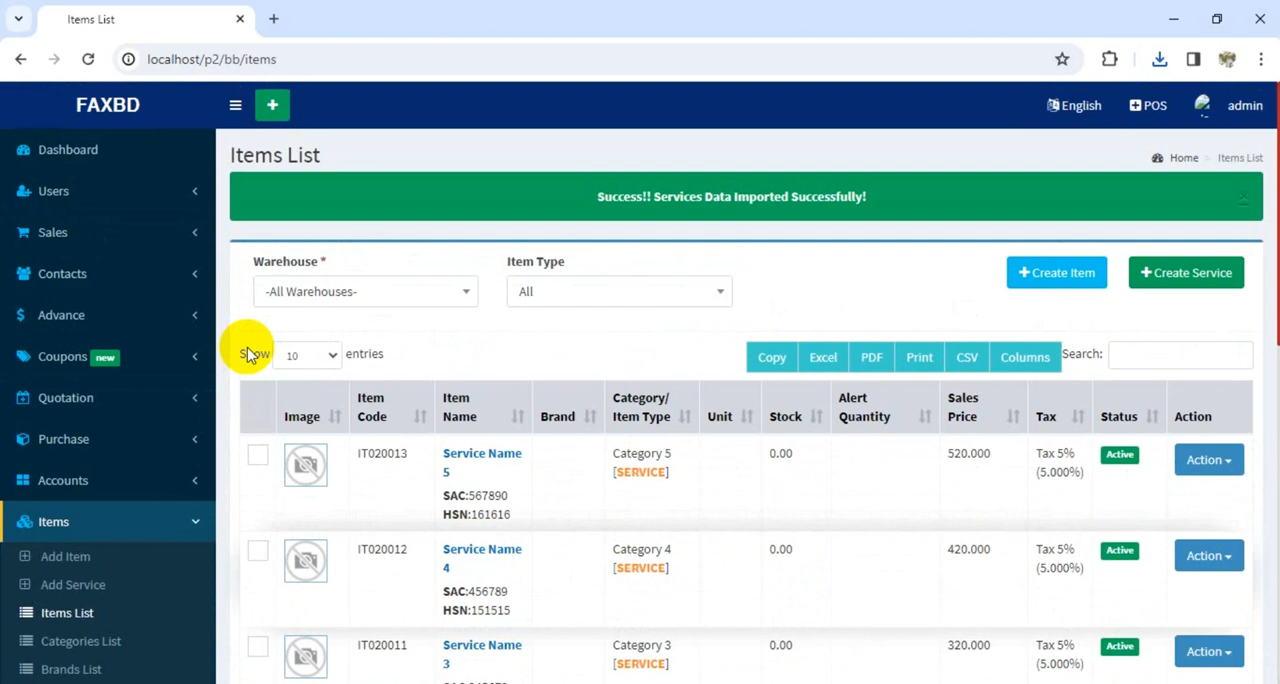 Items List
localhost/p2/bb/items
FAXBD
English
POS
admin
Dashboard
Users
Sales
Contacts
Advance
Coupons new
Quotation
Purchase
Accounts
Items
Add Item
Add Service
Items List
Categories List
Brands List
Items List
Home > Items List
Success!! Services Data Imported Successfully!
Warehouse *
-All Warehouses-
Item Type
All
+ Create Item
+ Create Service
Show 10 entries
Copy Excel PDF Print CSV Columns
Search:
Image Item Code Item Name Brand Category/ Item Type Unit Stock Alert Quantity Sales Price Tax Status Action
IT020013 Service Name 5 Category 5 0.00 520.000 Tax 5% Active Action
[SERVICE] (5.000%)
SAC:567890
HSN:161616
IT020012 Service Name 4 Category 4 0.00 420.000 Tax 5% Active Action
[SERVICE] (5.000%)
SAC:456789
HSN:151515
IT020011 Service Name 3 Category 3 0.00 320.000 Tax 5% Active Action
[SERVICE] (5.000%)